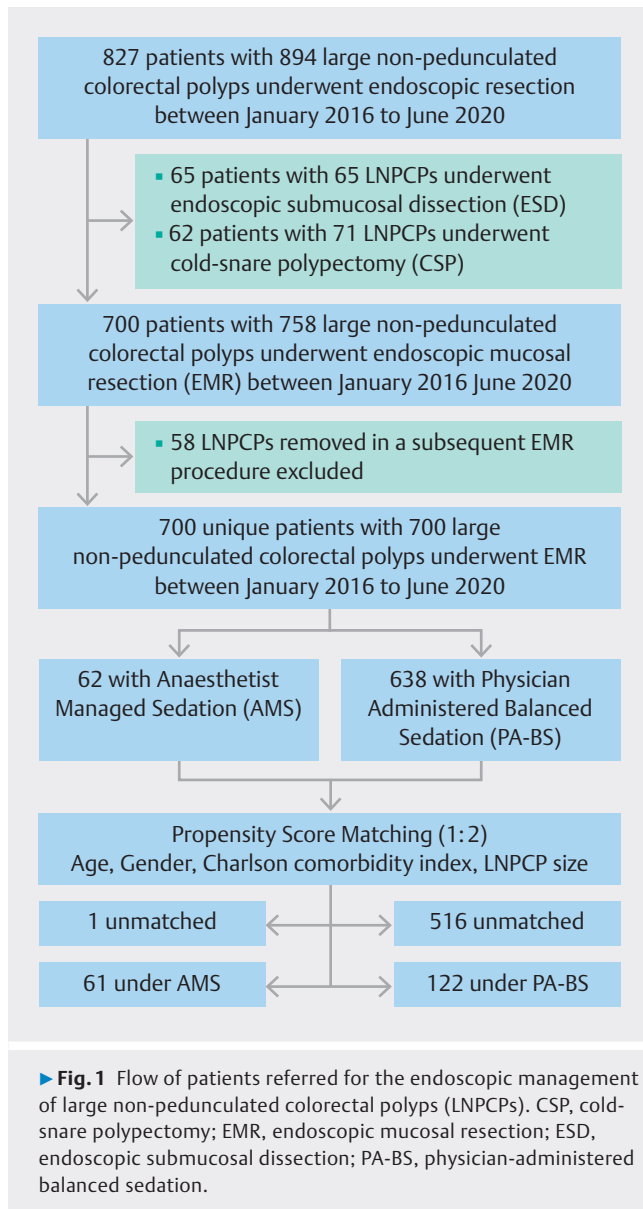 827 patients with 894 large non-pedunculated
colorectal polyps underwent endoscopic resection
between January 2016 to June 2020
▪ 65 patients with 65 LNPCPs underwent
endoscopic submucosal dissection (ESD)
▪ 62 patients with 71 LNPCPs underwent
cold-snare polypectomy (CSP)
700 patients with 758 large non-pedunculated
colorectal polyps underwent endoscopic mucosal
resection (EMR) between January 2016 June 2020
▪ 58 LNPCPs removed in a subsequent EMR
procedure excluded
700 unique patients with 700 large
non-pedunculated colorectal polyps underwent EMR
between January 2016 to June 2020
62 with Anaesthetist
Managed Sedation (AMS)
638 with Physician
Administered Balanced
Sedation (PA-BS)
Propensity Score Matching (1:2)
Age, Gender, Charlson comorbidity index, LNPCP size
1 unmatched
516 unmatched
61 under AMS
122 under PA-BS
▶ Fig. 1 Flow of patients referred for the endoscopic management
of large non-pedunculated colorectal polyps (LNPCPs). CSP, cold-
snare polypectomy; EMR, endoscopic mucosal resection; ESD,
endoscopic submucosal dissection; PA-BS, physician-administered
balanced sedation.